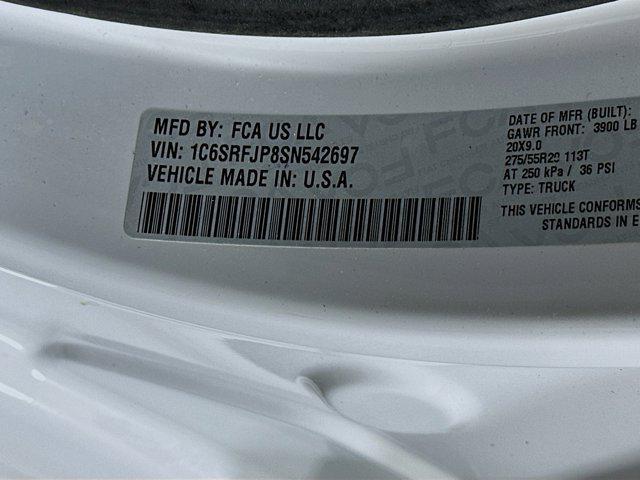 MFD BY: FCA US LLC
VIN: 1C6SRFJP8SN542697
VEHICLE MADE IN: U.S.A.
DATE OF MFR (BUILT):
GAWR FRONT: 3900 LB
20X9.0
275/55R20 113T
AT 250 kPa / 36 PSI
TYPE: TRUCK
THIS VEHICLE CONFORMS
STANDARDS IN E